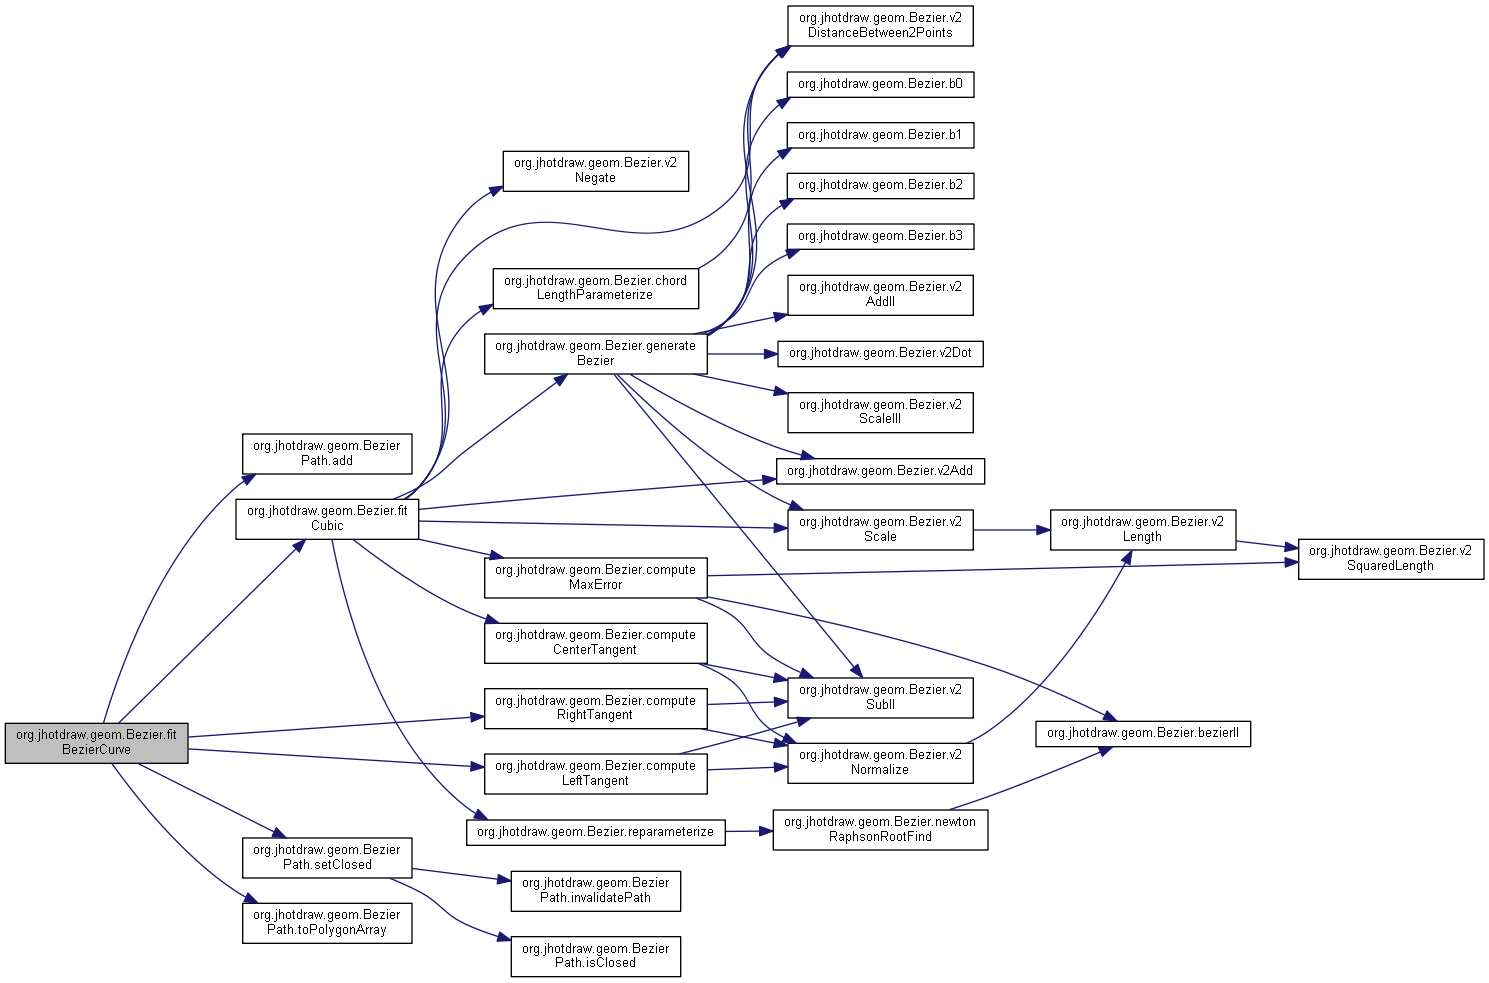 org.jhotdraw.geom.Bezier.v2
DistanceBetween2Points
org.jhotdraw.geom.Bezier.b0
org.jhotdraw.geom.Bezier.b1
org.jhotdraw.geom.Bezier.v2
Negate
org.jhotdraw.geom.Bezier.b2
org.jhotdraw.geom.Bezier.b3
org.jhotdraw.geom.Bezier.chord
LengthParameterize
org.jhotdraw.geom.Bezier.v2
AddII
org.jhotdraw.geom.Bezier.generate
Bezier
org.jhotdraw.geom.Bezier.v2Dot
org.jhotdraw.geom.Bezier.v2
ScaleIII
org.jhotdraw.geom.Bezier
Path.add
org.jhotdraw.geom.Bezier.v2Add
org.jhotdraw.geom.Bezier.fit
Cubic
org.jhotdraw.geom.Bezier.v2
Scale
org.jhotdraw.geom.Bezier.v2
Length
org.jhotdraw.geom.Bezier.v2
SquaredLength
org.jhotdraw.geom.Bezier.compute
MaxError
org.jhotdraw.geom.Bezier.compute
CenterTangent
org.jhotdraw.geom.Bezier.compute
RightTangent
org.jhotdraw.geom.Bezier.v2
SubII
org.jhotdraw.geom.Bezier.fit
BezierCurve
org.jhotdraw.geom.Bezier.bezierII
org.jhotdraw.geom.Bezier.compute
LeftTangent
org.jhotdraw.geom.Bezier.v2
Normalize
org.jhotdraw.geom.Bezier.reparameterize
org.jhotdraw.geom.Bezier.newton
RaphsonRootFind
org.jhotdraw.geom.Bezier
Path.setClosed
org.jhotdraw.geom.Bezier
Path.invalidatePath
org.jhotdraw.geom.Bezier
Path.toPolygonArray
org.jhotdraw.geom.Bezier
Path.isClosed